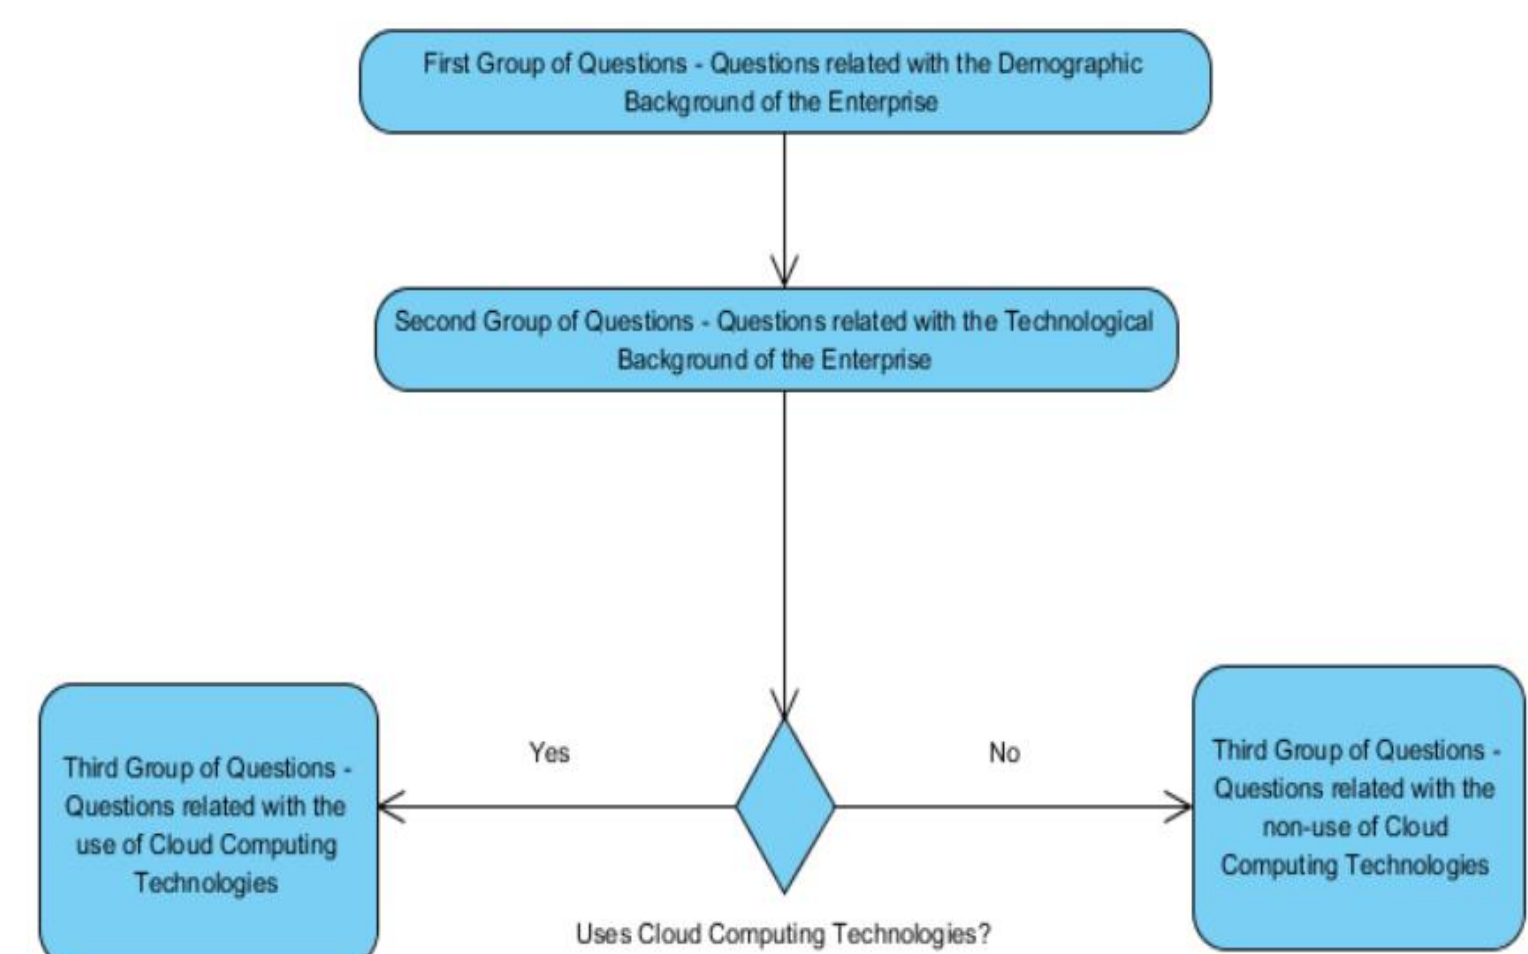 First Group of Questions - Questions related with the Demographic
Background of the Enterprise
Second Group of Questions - Questions related with the Technological
Background of the Enterprise
Yes
No
Third Group of Questions -
Questions related with the
use of Cloud Computing
Technologies
Third Group of Questions -
Questions related with the
non-use of Cloud
Computing Technologies
Uses Cloud Computing Technologies?